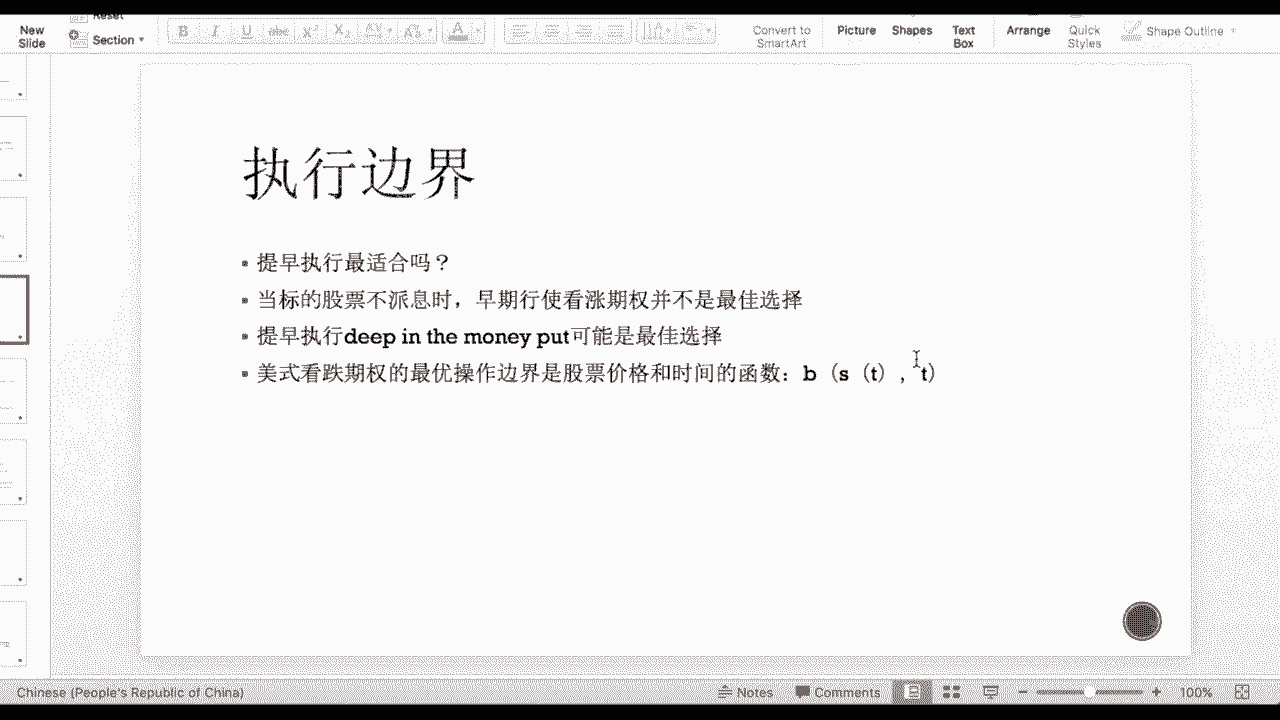 Reset
New
Slide
Section
B I U abc X² X₂ AV Aa A
Convert to
SmartArt
Picture
Shapes
Text
Box
Arrange
Quick
Styles
Shape Outline
执行边界
提早执行最适合吗？
当标的股票不派息时，早期行使看涨期权并不是最佳选择
提早执行deep in the money put可能是最佳选择
美式看跌期权的最优操作边界是股票价格和时间的函数：b（s（t），t）
Chinese (People's Republic of China)
Notes
Comments
100%